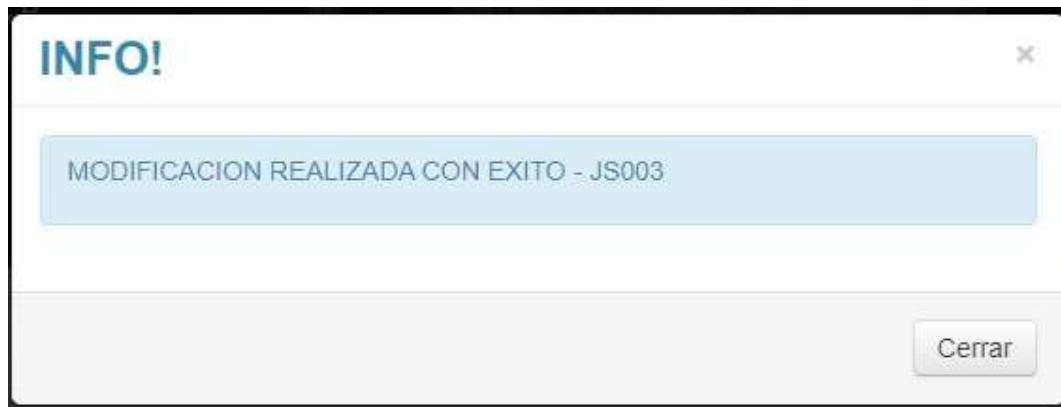 INFO!
×
MODIFICACION REALIZADA CON EXITO - JS003
Cerrar